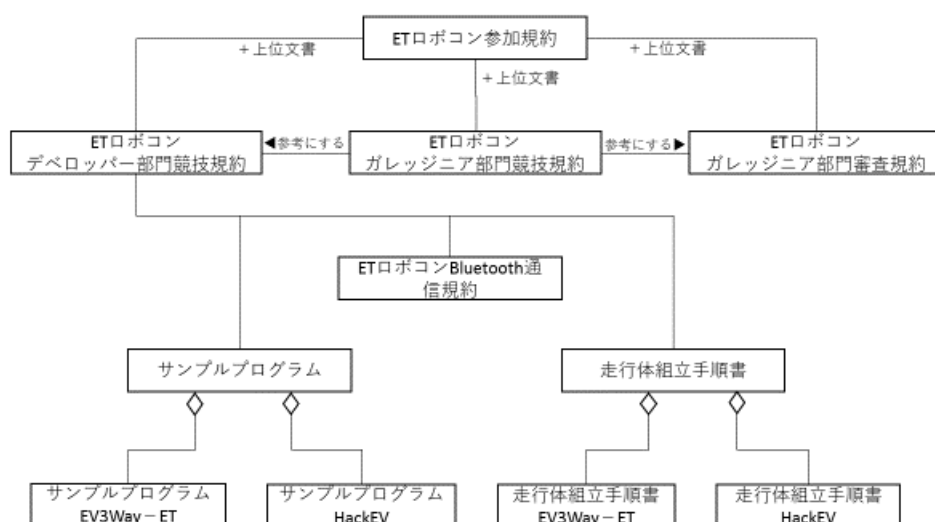 ETロボコン参加規約
＋上位文書
＋上位文書
＋上位文書
ETロボコン
デベロッパー部門競技規約
◀参考にする
ETロボコン
ガレッジニア部門競技規約
参考にする▶
ETロボコン
ガレッジニア部門審査規約
ETロボコンBluetooth通
信規約
サンプルプログラム
走行体組立手順書
サンプルプログラム
EV3Way－ET
サンプルプログラム
HackEV
走行体組立手順書
EV3Way－ET
走行体組立手順書
HackEV